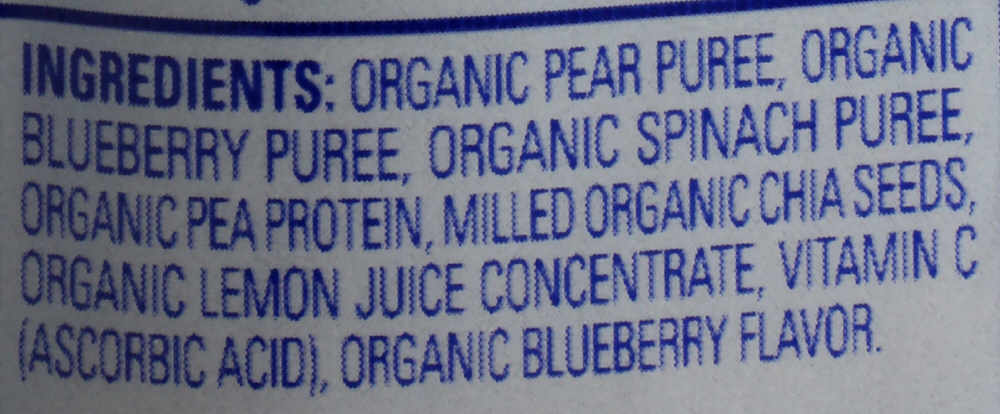 INGREDIENTS: ORGANIC PEAR PUREE, ORGANIC
BLUEBERRY PUREE, ORGANIC SPINACH PUREE,
ORGANIC PEA PROTEIN, MILLED ORGANIC CHIA SEEDS,
ORGANIC LEMON JUICE CONCENTRATE, VITAMIN C
(ASCORBIC ACID), ORGANIC BLUEBERRY FLAVOR.